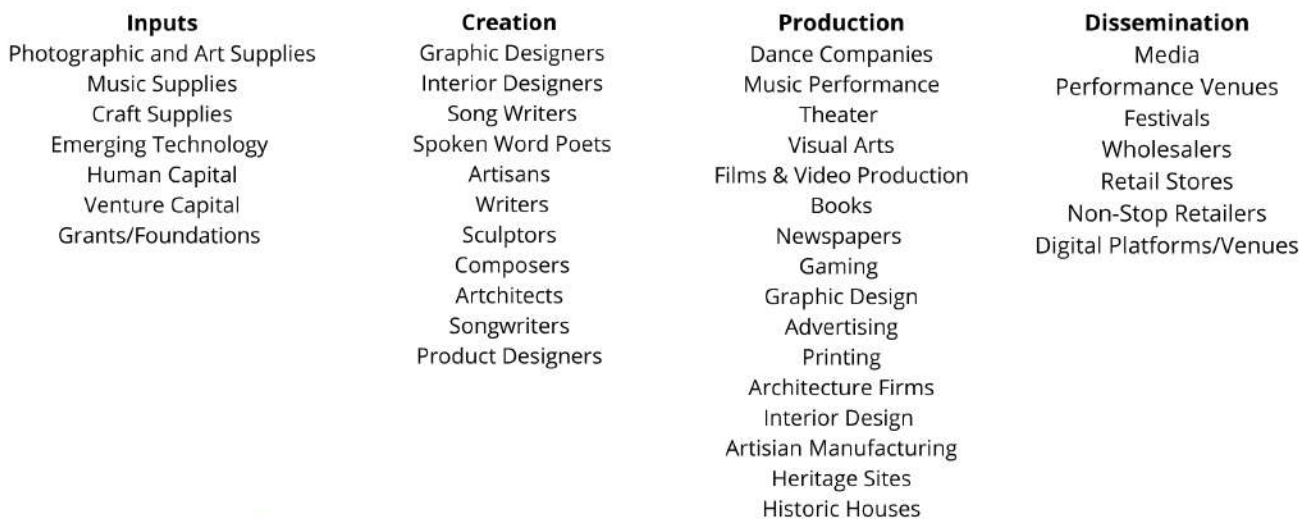 Inputs
Photographic and Art Supplies
Music Supplies
Craft Supplies
Emerging Technology
Human Capital
Venture Capital
Grants/Foundations
Creation
Graphic Designers
Interior Designers
Song Writers
Spoken Word Poets
Artisans
Writers
Sculptors
Composers
Artchitects
Songwriters
Product Designers
Production
Dance Companies
Music Performance
Theater
Visual Arts
Films & Video Production
Books
Newspapers
Gaming
Graphic Design
Advertising
Printing
Architecture Firms
Interior Design
Artisian Manufacturing
Heritage Sites
Historic Houses
Dissemination
Media
Performance Venues
Festivals
Wholesalers
Retail Stores
Non-Stop Retailers
Digital Platforms/Venues